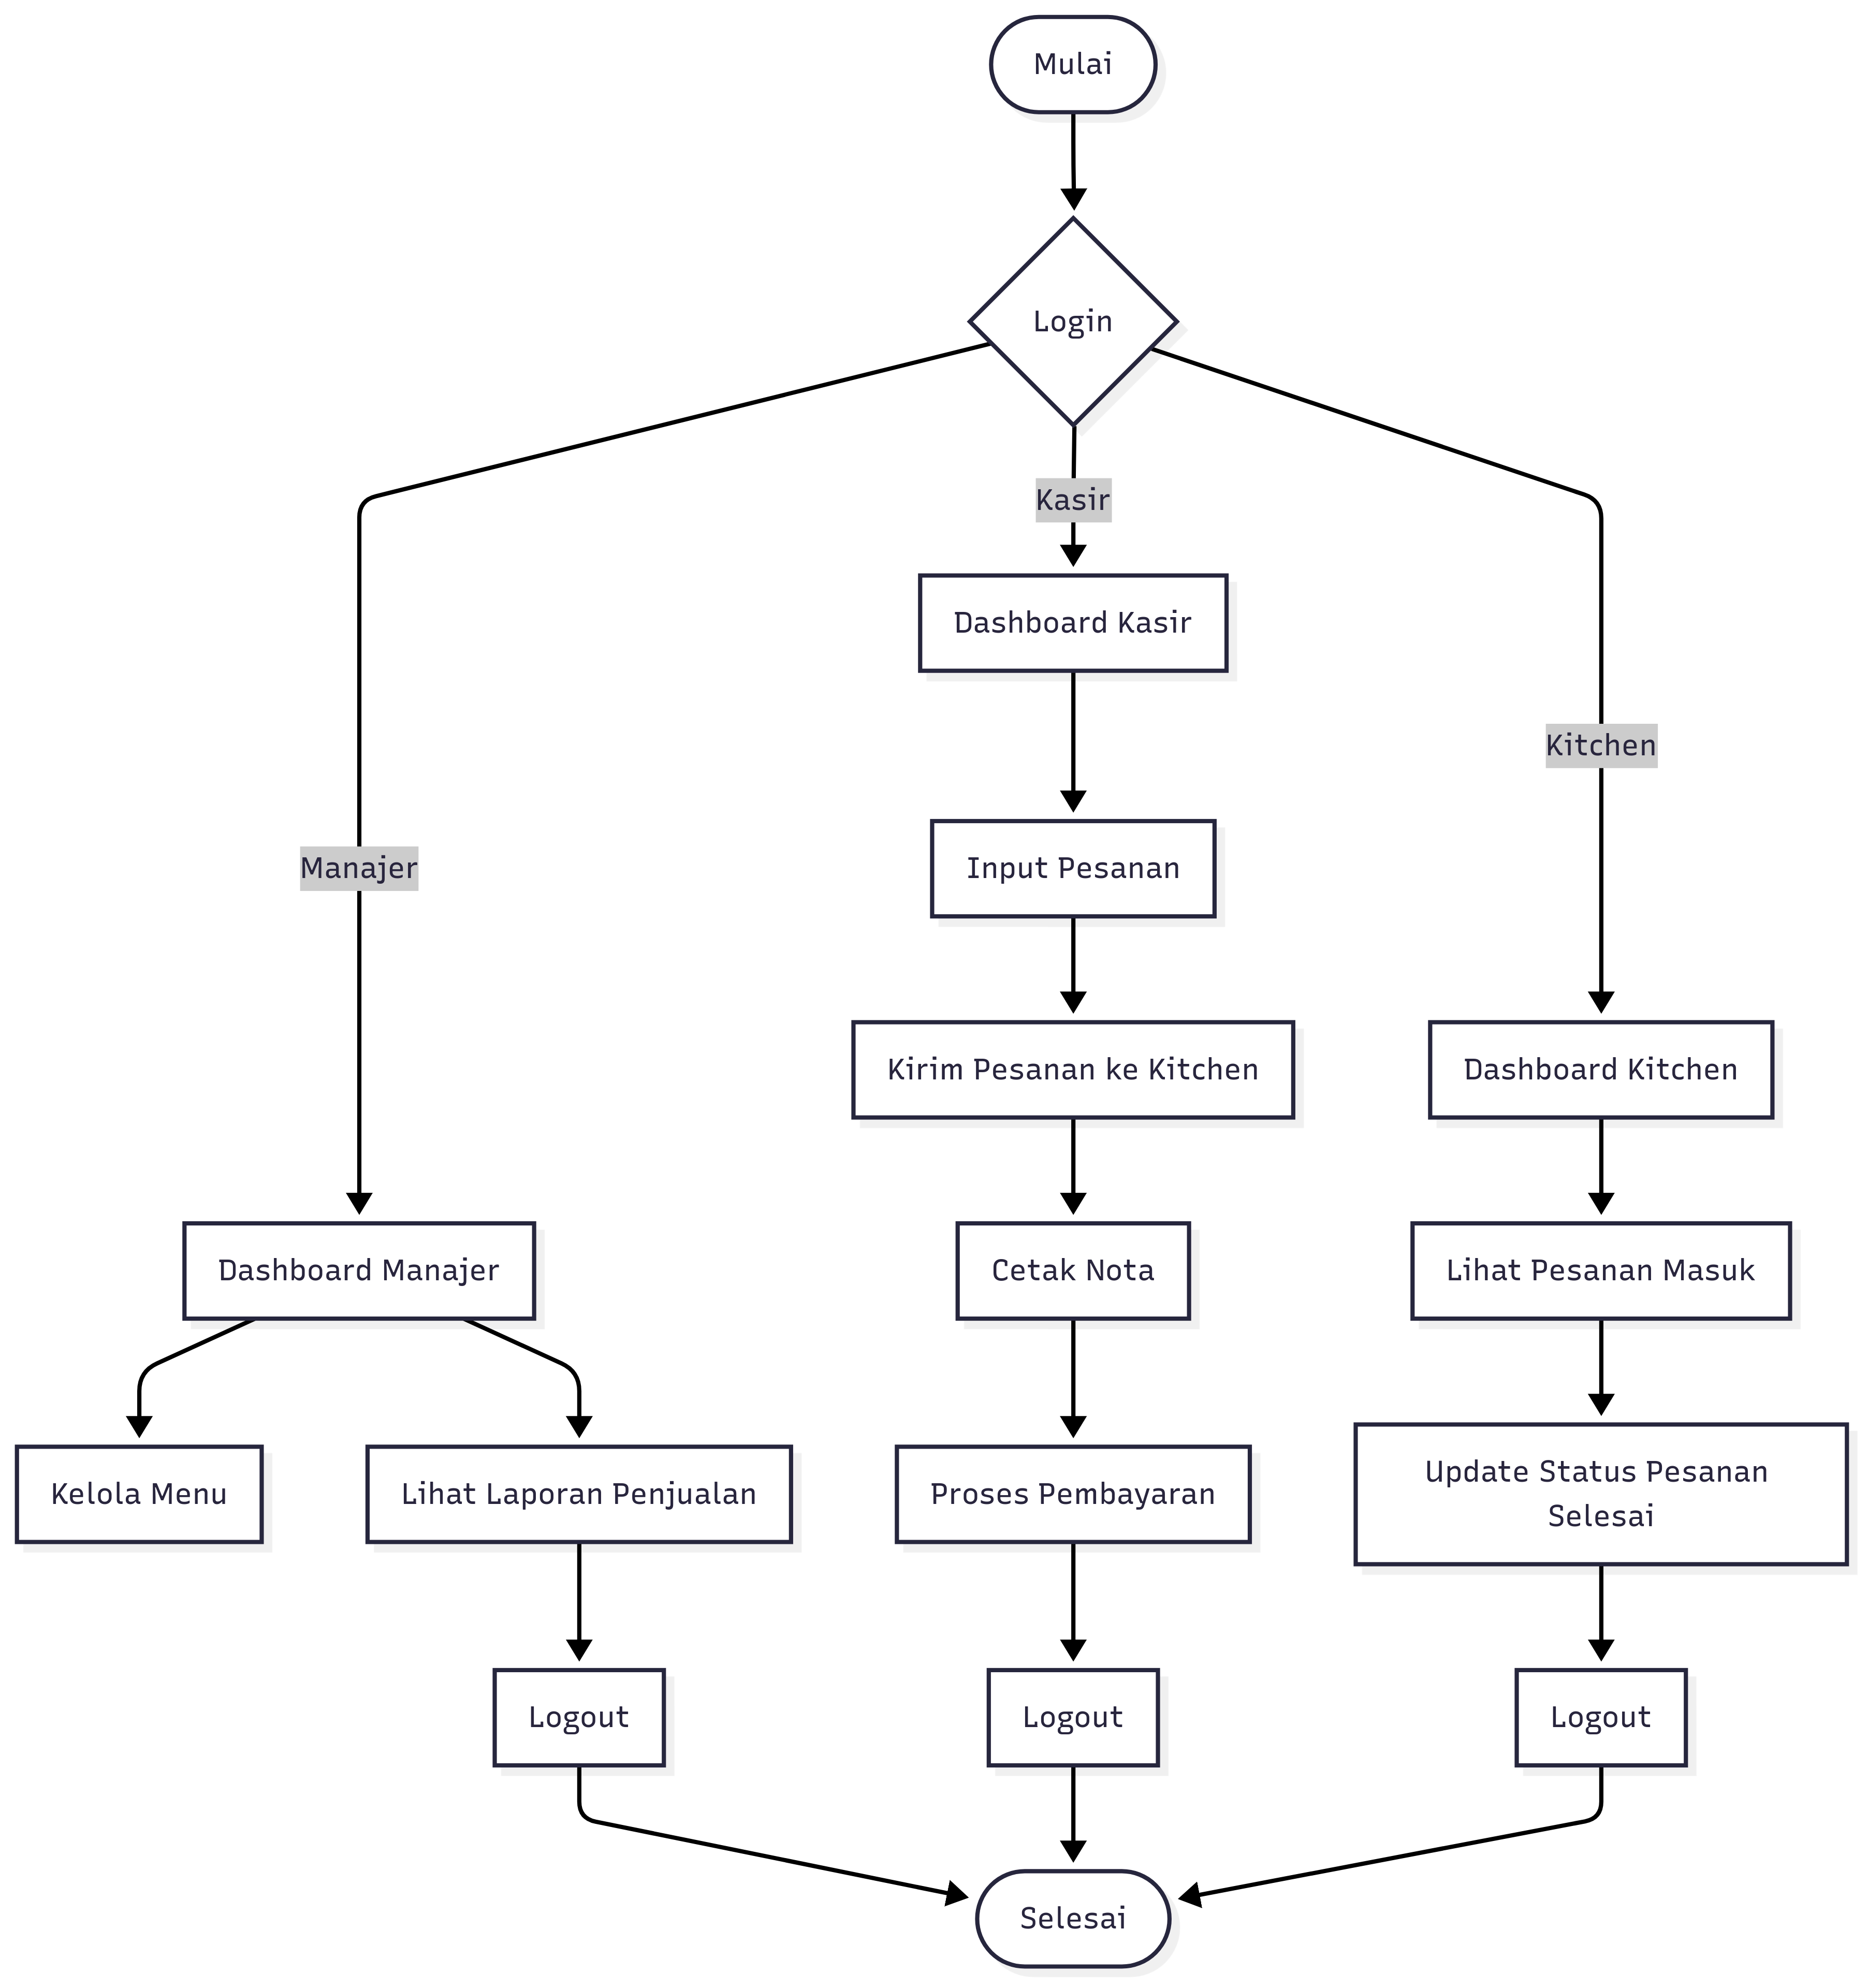 Mulai
Login
Kasir
Dashboard Kasir
Kitchen
Manajer
Input Pesanan
Kirim Pesanan ke Kitchen
Dashboard Kitchen
Dashboard Manajer
Cetak Nota
Lihat Pesanan Masuk
Kelola Menu
Lihat Laporan Penjualan
Proses Pembayaran
Update Status Pesanan
Selesai
Logout
Logout
Logout
Selesai